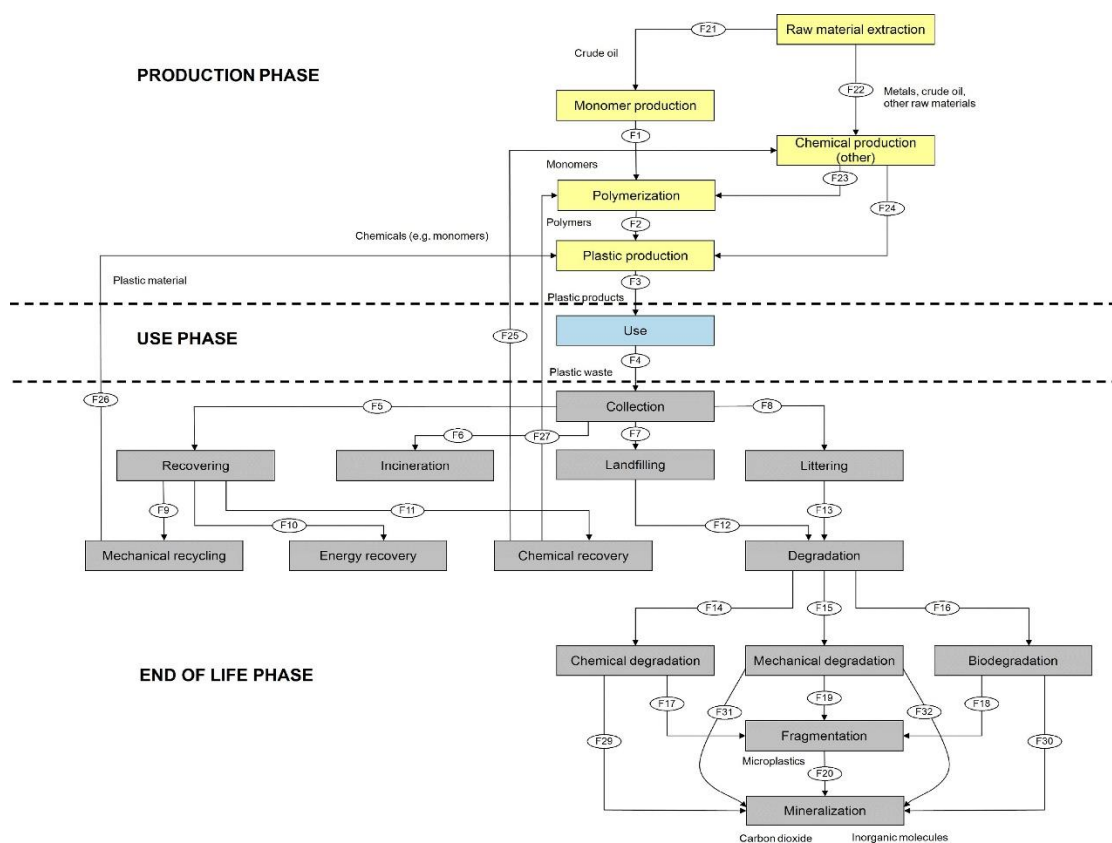 F21
Raw material extraction
Crude oil
PRODUCTION PHASE
F22
Metals, crude oil,
other raw materials
Monomer production
F1
Chemical production
(other)
Monomers
F23
Polymerization
F24
F2
Polymers
Chemicals (e.g. monomers)
Plastic production
Plastic material
F3
Plastic products
USE PHASE
Use
F25
F4
Plastic waste
F26
Collection
F5
F8
F6
F27
F7
Recovering
Incineration
Landfilling
Littering
F9
F10
F11
F12
F13
Mechanical recycling
Energy recovery
Chemical recovery
Degradation
F14
F15
F16
Chemical degradation
Mechanical degradation
Biodegradation
END OF LIFE PHASE
F17
F19
F18
F31
F32
F29
Fragmentation
F30
Microplastics
F20
Mineralization
Carbon dioxide
Inorganic molecules